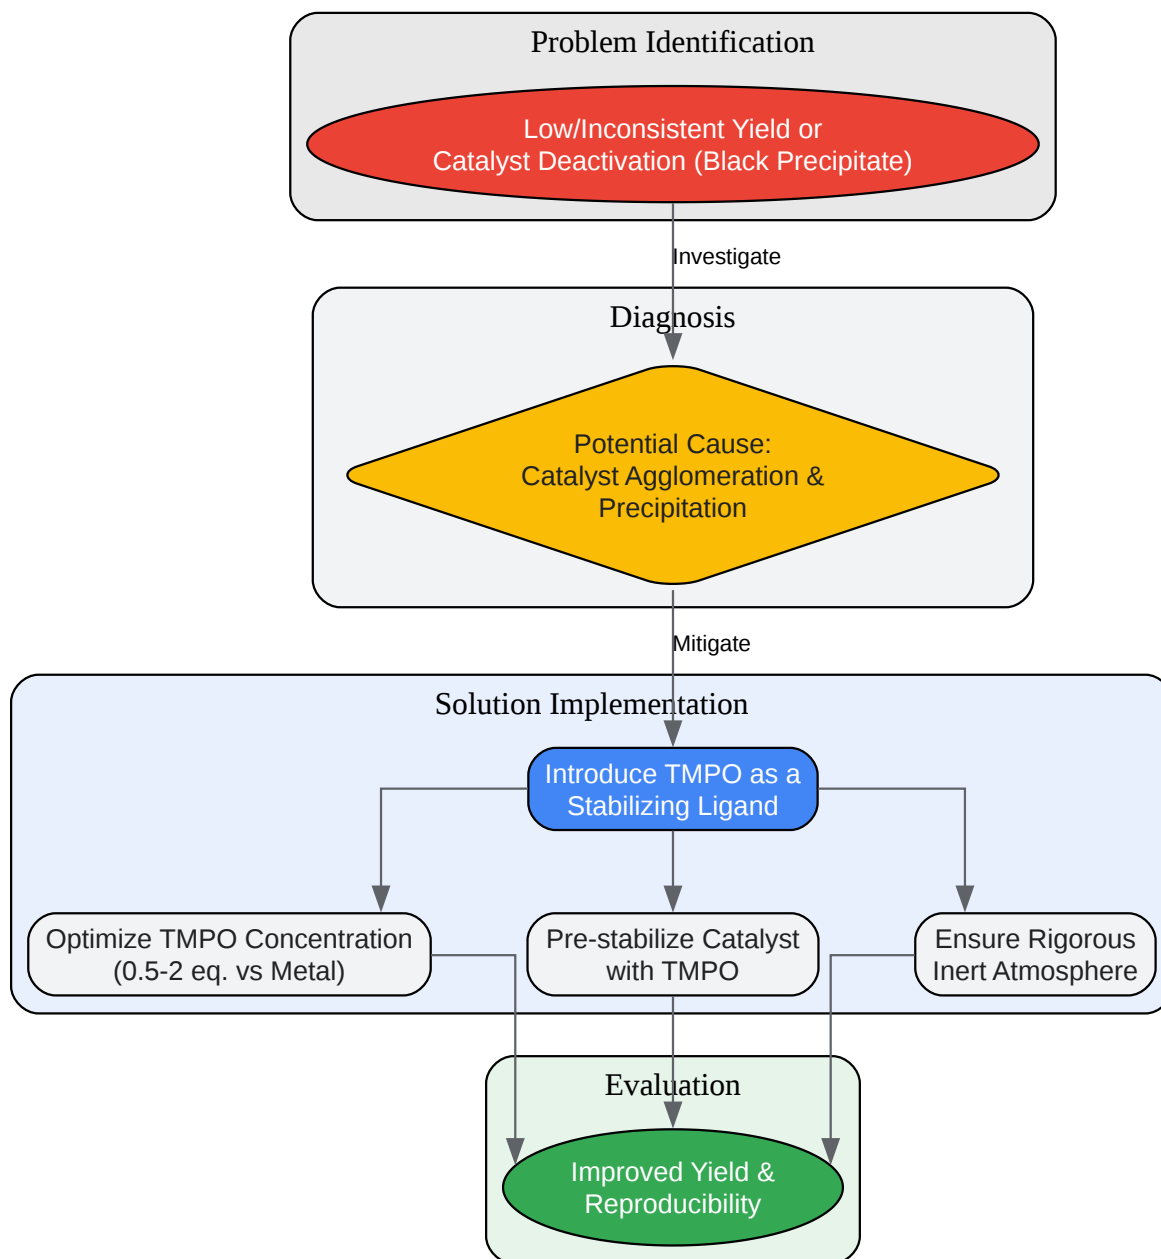 Problem Identification
Low/Inconsistent Yield or
Catalyst Deactivation (Black Precipitate)
Investigate
Diagnosis
Potential Cause:
Catalyst Agglomeration &
Precipitation
Mitigate
Solution Implementation
Introduce TMPO as a
Stabilizing Ligand
Optimize TMPO Concentration
(0.5-2 eq. vs Metal)
Pre-stabilize Catalyst
with TMPO
Ensure Rigorous
Inert Atmosphere
Evaluation
Improved Yield &
Reproducibility